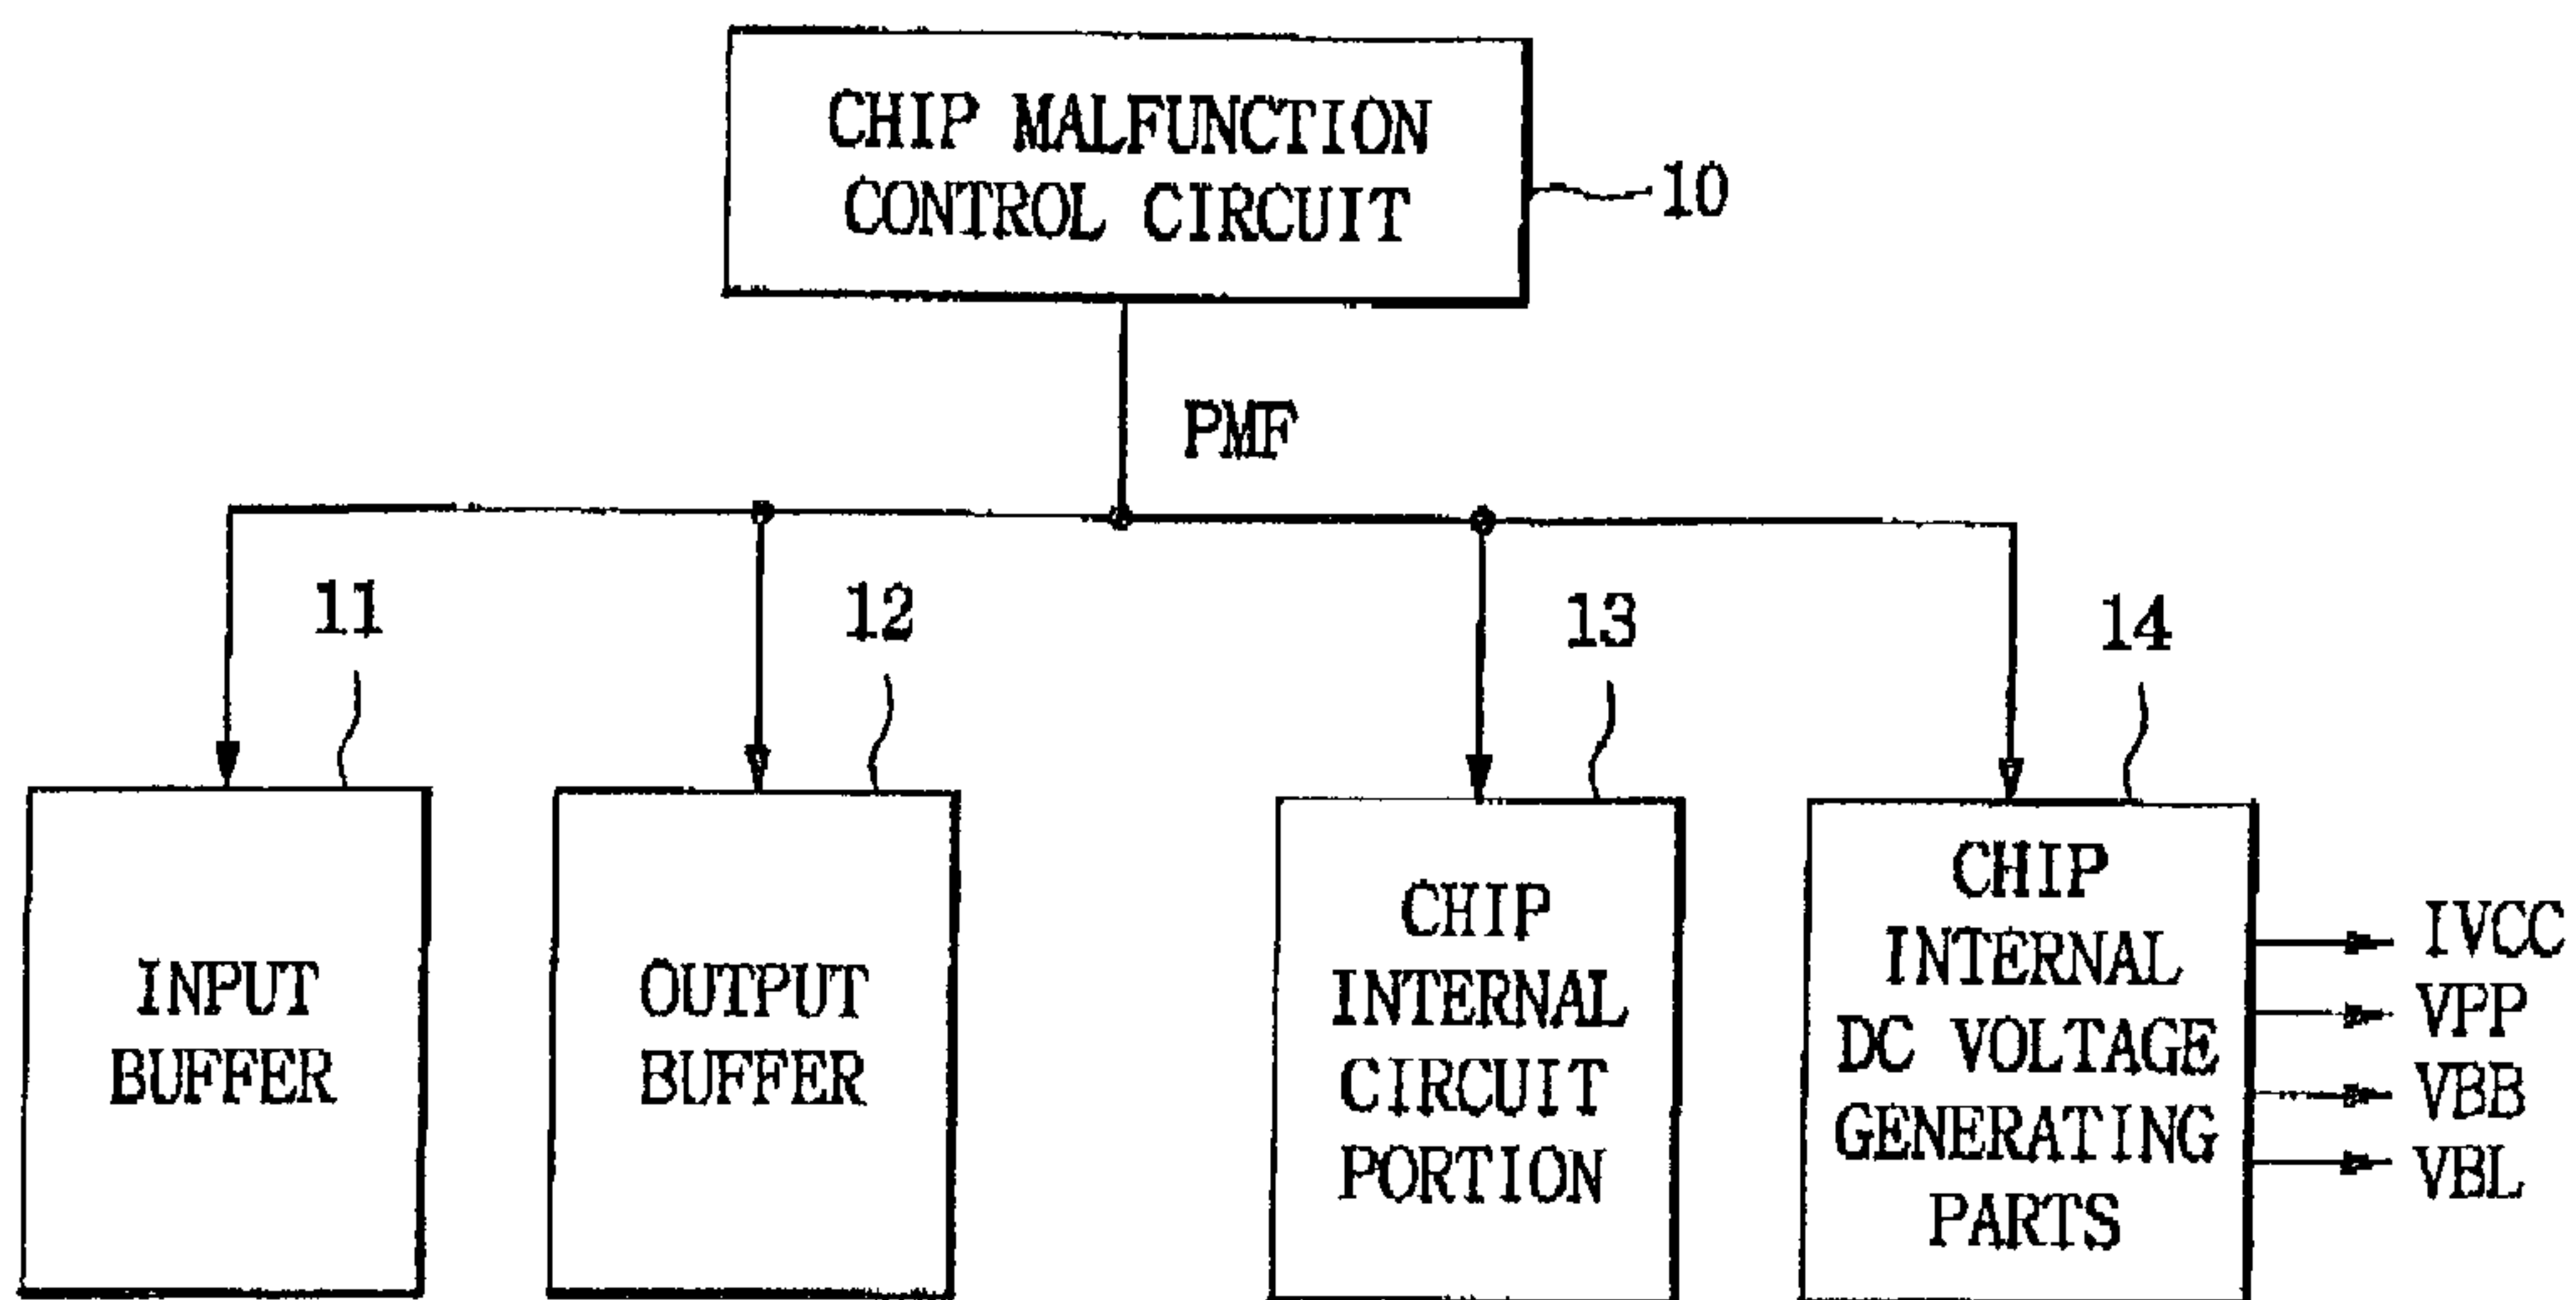 CHIP MALFUNCTION
CONTROL CIRCUIT
10
PMF
11
12
13
14
INPUT
BUFFER
OUTPUT
BUFFER
CHIP
INTERNAL
CIRCUIT
PORTION
CHIP
INTERNAL
DC VOLTAGE
GENERATING
PARTS
IVCC
VPP
VBB
VBL